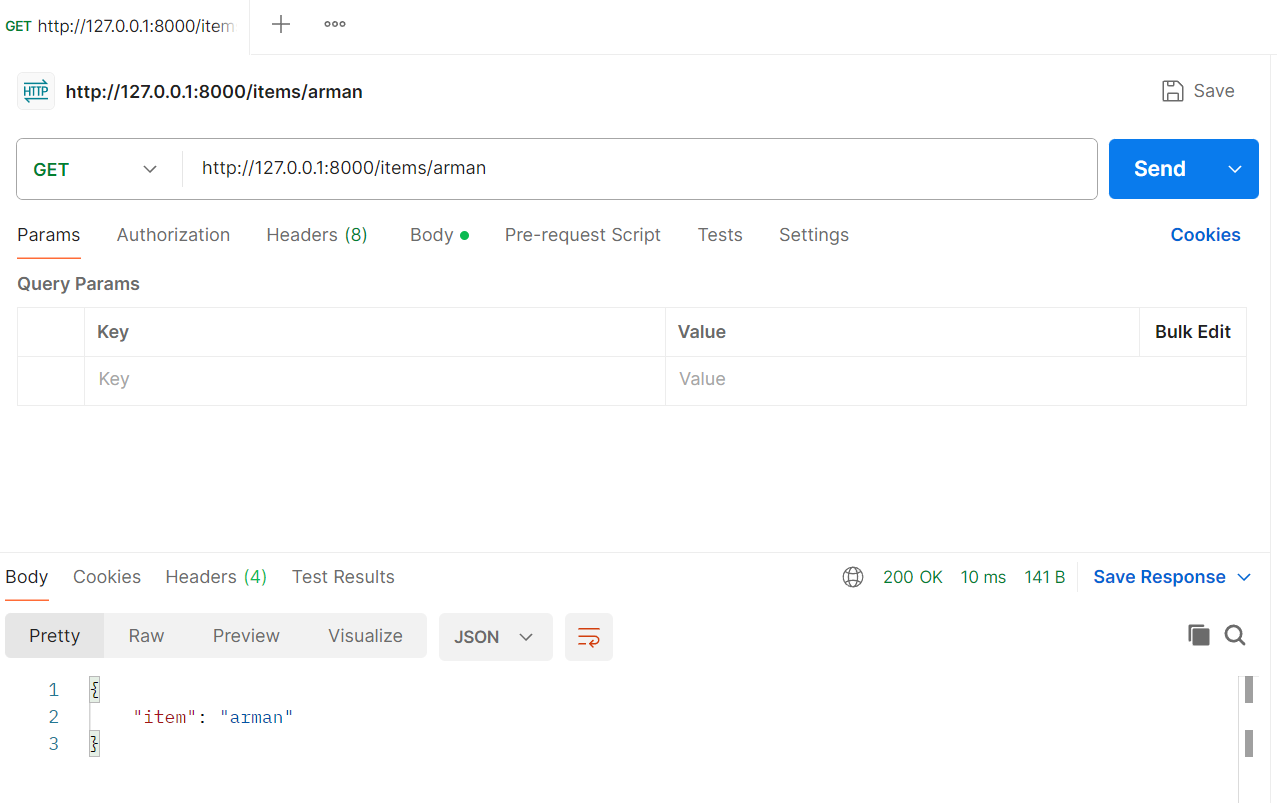 GET http://127.0.0.1:8000/item
HTTP http://127.0.0.1:8000/items/arman Save
GET http://127.0.0.1:8000/items/arman Send
Params Authorization Headers (8) Body Pre-request Script Tests Settings Cookies
Query Params
Key Value Bulk Edit
Key Value
Body Cookies Headers (4) Test Results 200 OK 10 ms 141 B Save Response
Pretty Raw Preview Visualize JSON
1 {
2 "item": "arman"
3 }